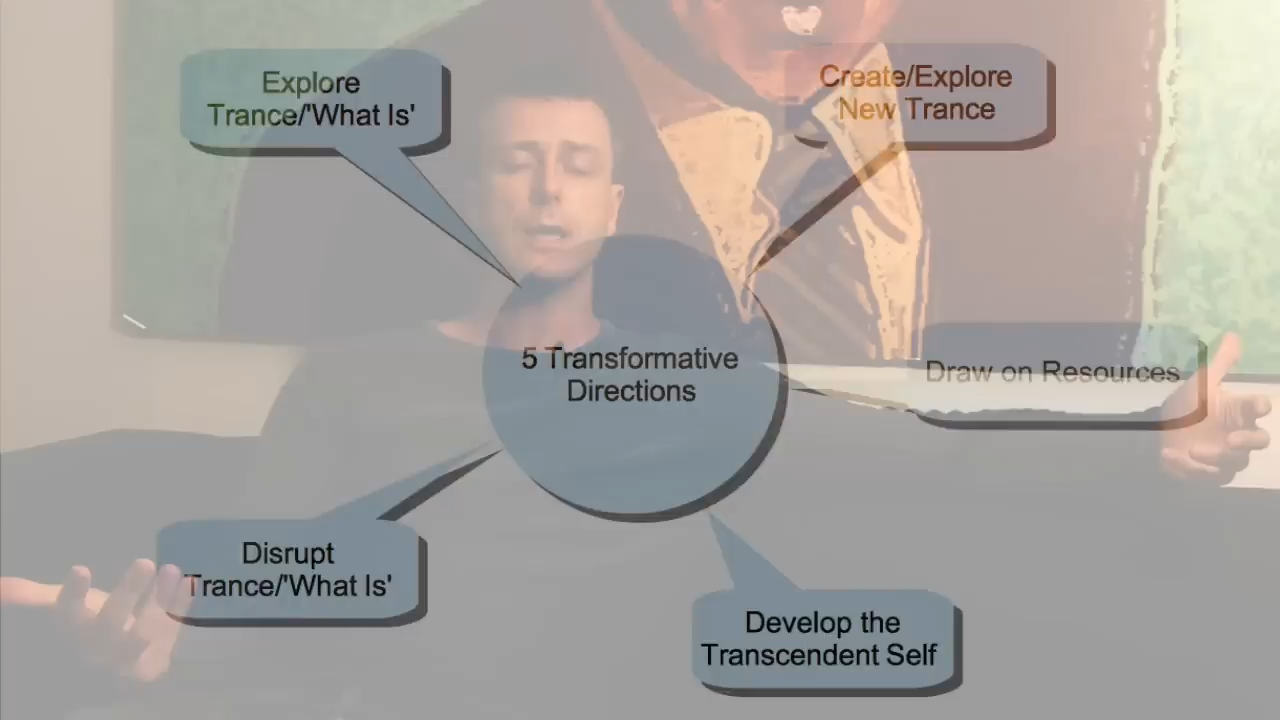 Explore
Trance/'What Is'
Create/Explore
New Trance
5 Transformative
Directions
Draw on Resources
Disrupt
Trance/'What Is'
Develop the
Transcendent Self